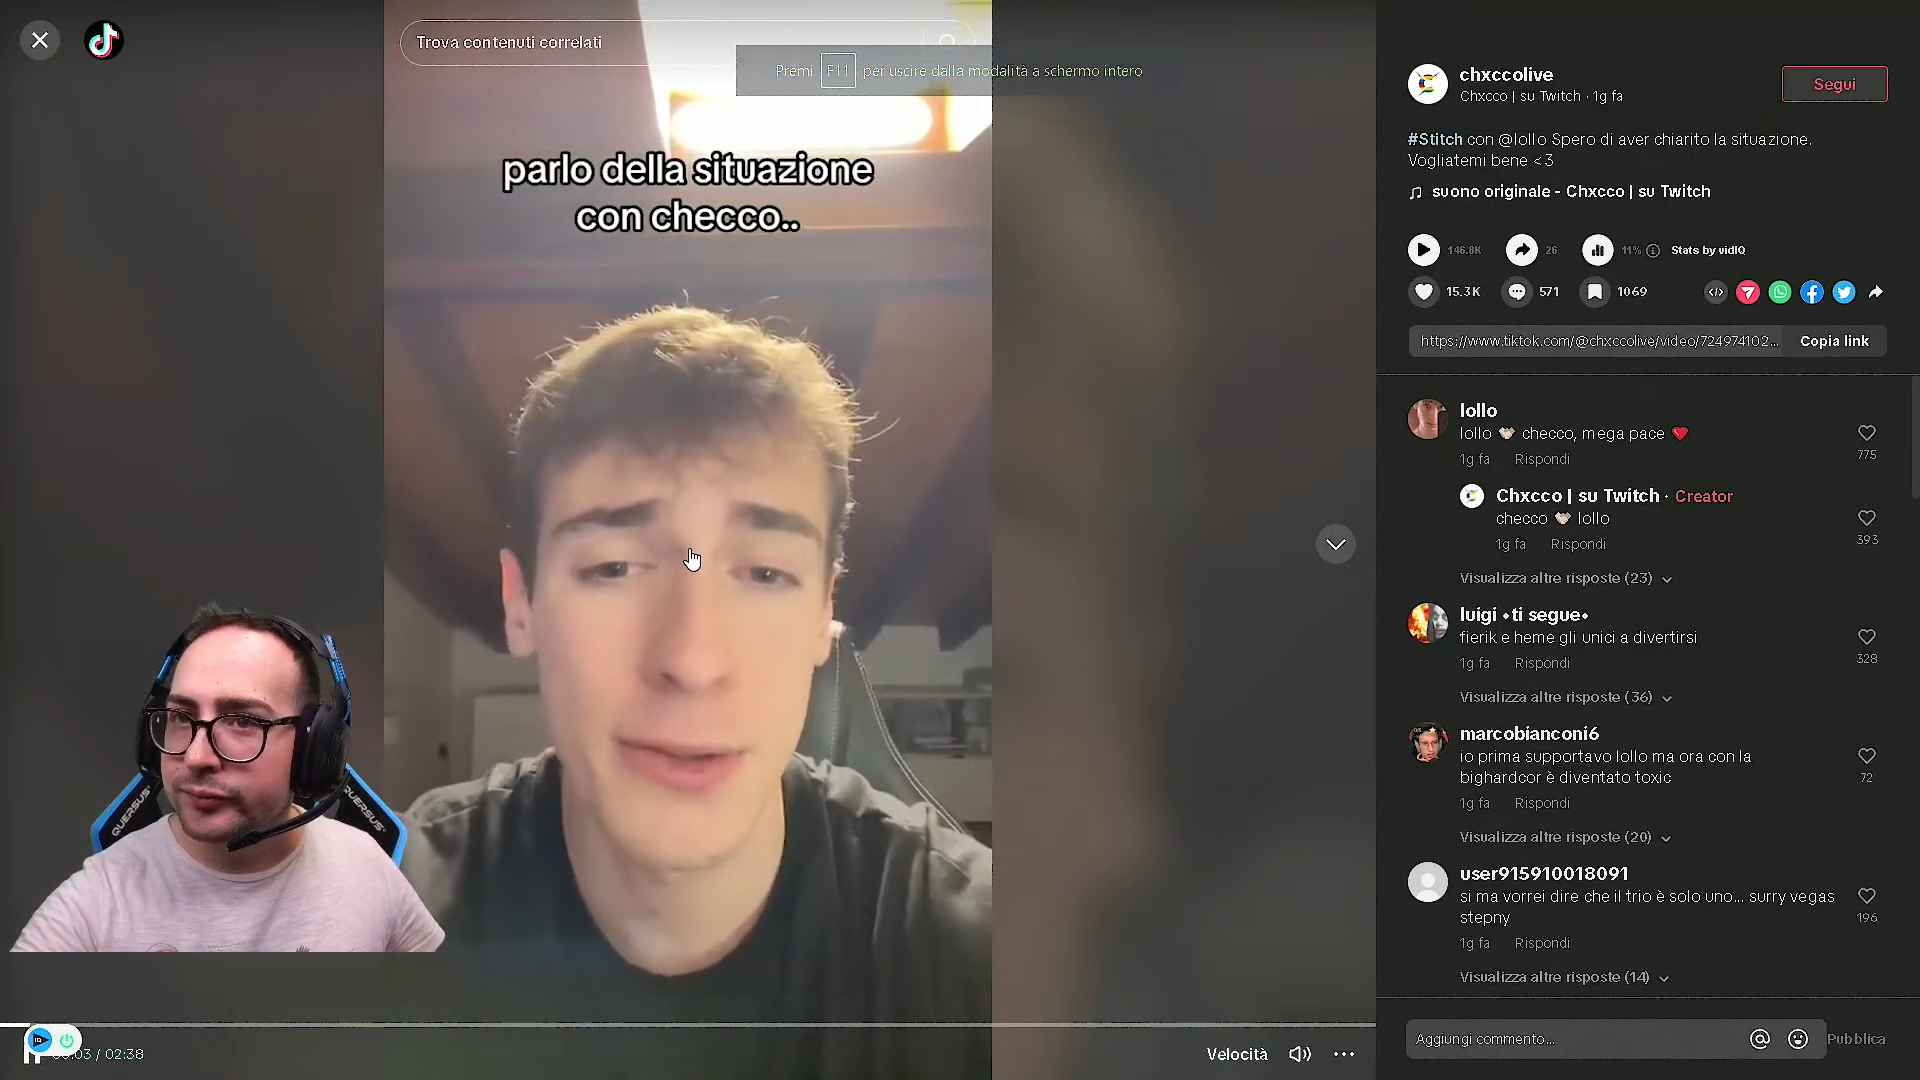 Trova contenuti correlati
Premi F11 per uscire dalla modalità a schermo intero
parlo della situazione
con checco..
QUERSUS
QUERSUS
/ 02:38
Velocità
chxccolive
Chxcco | su Twitch · 1g fa
Segui
#Stitch con @lollo Spero di aver chiarito la situazione.
Vogliatemi bene <3
suono originale - Chxcco | su Twitch
146.8K
26
11%
Stats by vidIQ
15.3K
571
1069
https://www.tiktok.com/@chxccolive/video/724974102...
Copia link
lollo
lollo 🤝 checco, mega pace ❤️
775
1g fa Rispondi
Chxcco | su Twitch · Creator
checco 🤝 lollo
393
1g fa Rispondi
Visualizza altre risposte (23)
luigi •ti segue•
fierik e heme gli unici a divertirsi
328
1g fa Rispondi
Visualizza altre risposte (36)
marcobianconi6
io prima supportavo lollo ma ora con la
bighardcor è diventato toxic
72
1g fa Rispondi
Visualizza altre risposte (20)
user915910018091
si ma vorrei dire che il trio è solo uno... surry vegas
stepny
196
1g fa Rispondi
Visualizza altre risposte (14)
Aggiungi commento...
Pubblica